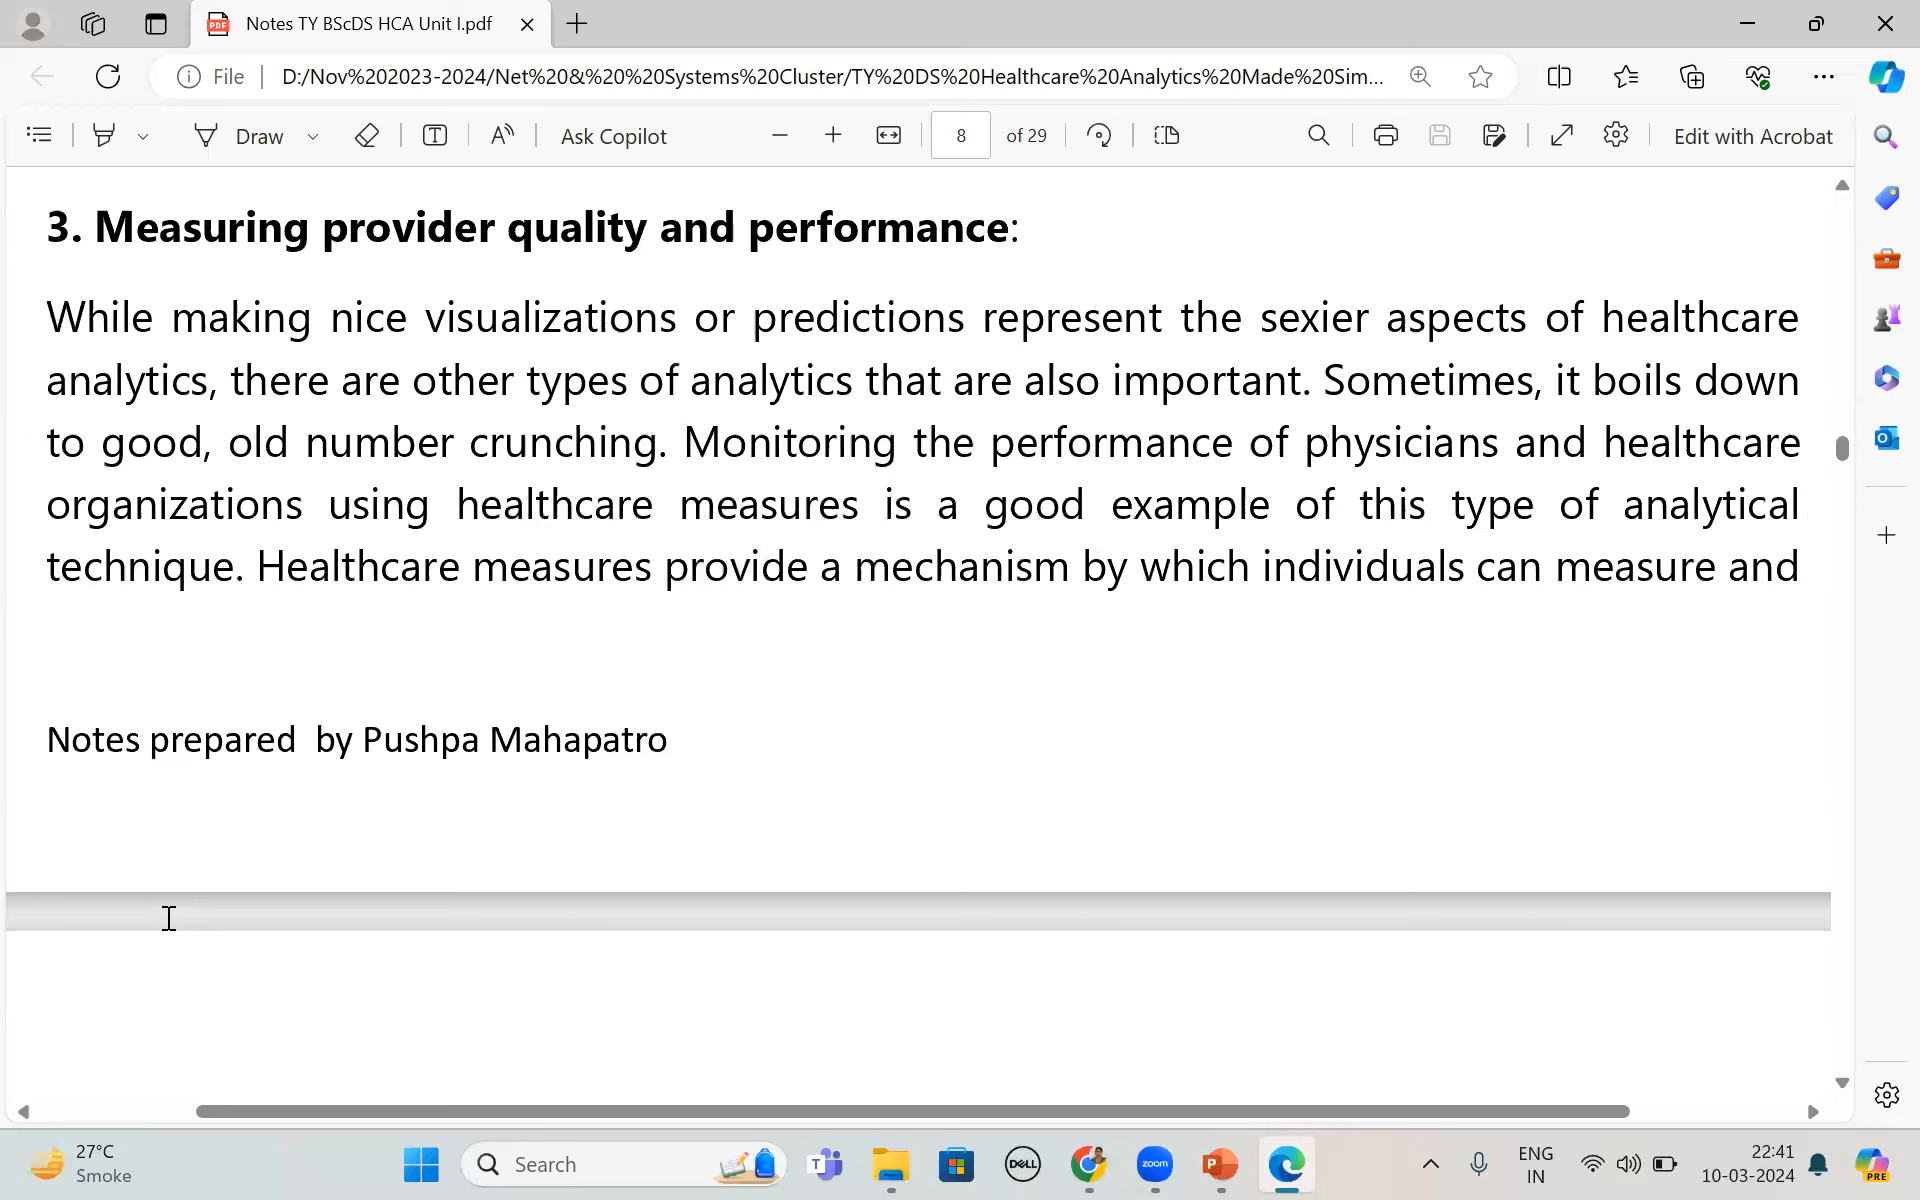 Notes TY BScDS HCA Unit I.pdf
File
D:/Nov%202023-2024/Net%20&%20%20Systems%20Cluster/TY%20DS%20Healthcare%20Analytics%20Made%20Sim...
Draw
Ask Copilot
8 of 29
Edit with Acrobat
3. Measuring provider quality and performance:
While making nice visualizations or predictions represent the sexier aspects of healthcare
analytics, there are other types of analytics that are also important. Sometimes, it boils down
to good, old number crunching. Monitoring the performance of physicians and healthcare
organizations using healthcare measures is a good example of this type of analytical
technique. Healthcare measures provide a mechanism by which individuals can measure and
Notes prepared  by Pushpa Mahapatro
27°C
Smoke
Search
DELL
zoom
ENG
IN
22:41
10-03-2024
PRE